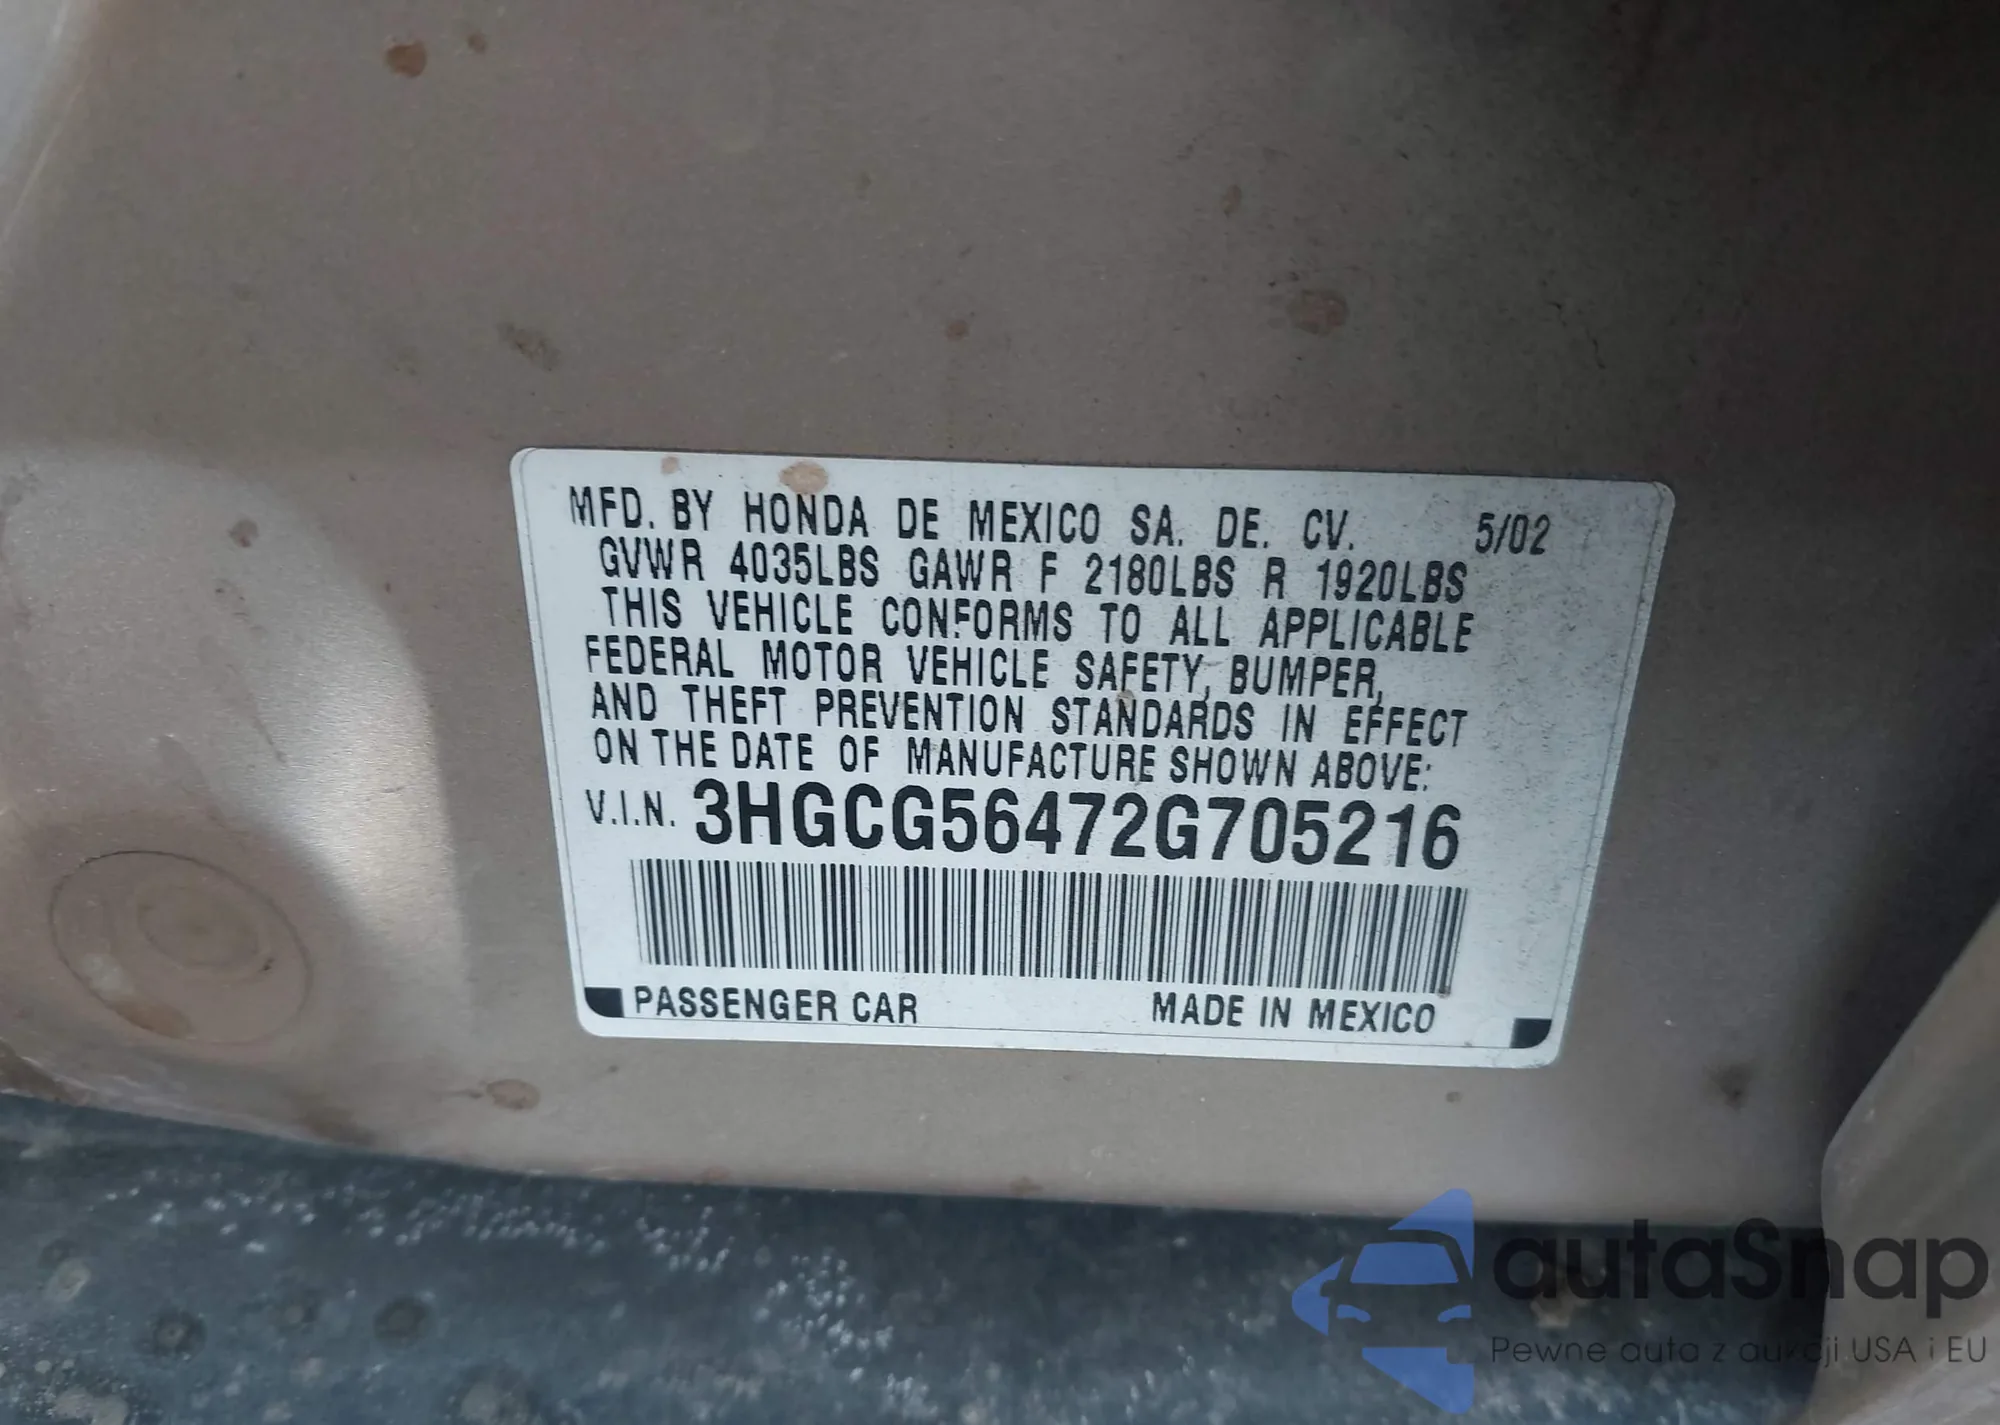 MFD. BY HONDA DE MEXICO SA. DE. CV. 5/02
GVWR 4035LBS GAWR F 2180LBS R 1920LBS
THIS VEHICLE CONFORMS TO ALL APPLICABLE
FEDERAL MOTOR VEHICLE SAFETY, BUMPER,
AND THEFT PREVENTION STANDARDS IN EFFECT
ON THE DATE OF MANUFACTURE SHOWN ABOVE:
V.I.N. 3HGCG56472G705216
PASSENGER CAR MADE IN MEXICO
autaSnap
Pewne auta z aukcji USA i EU